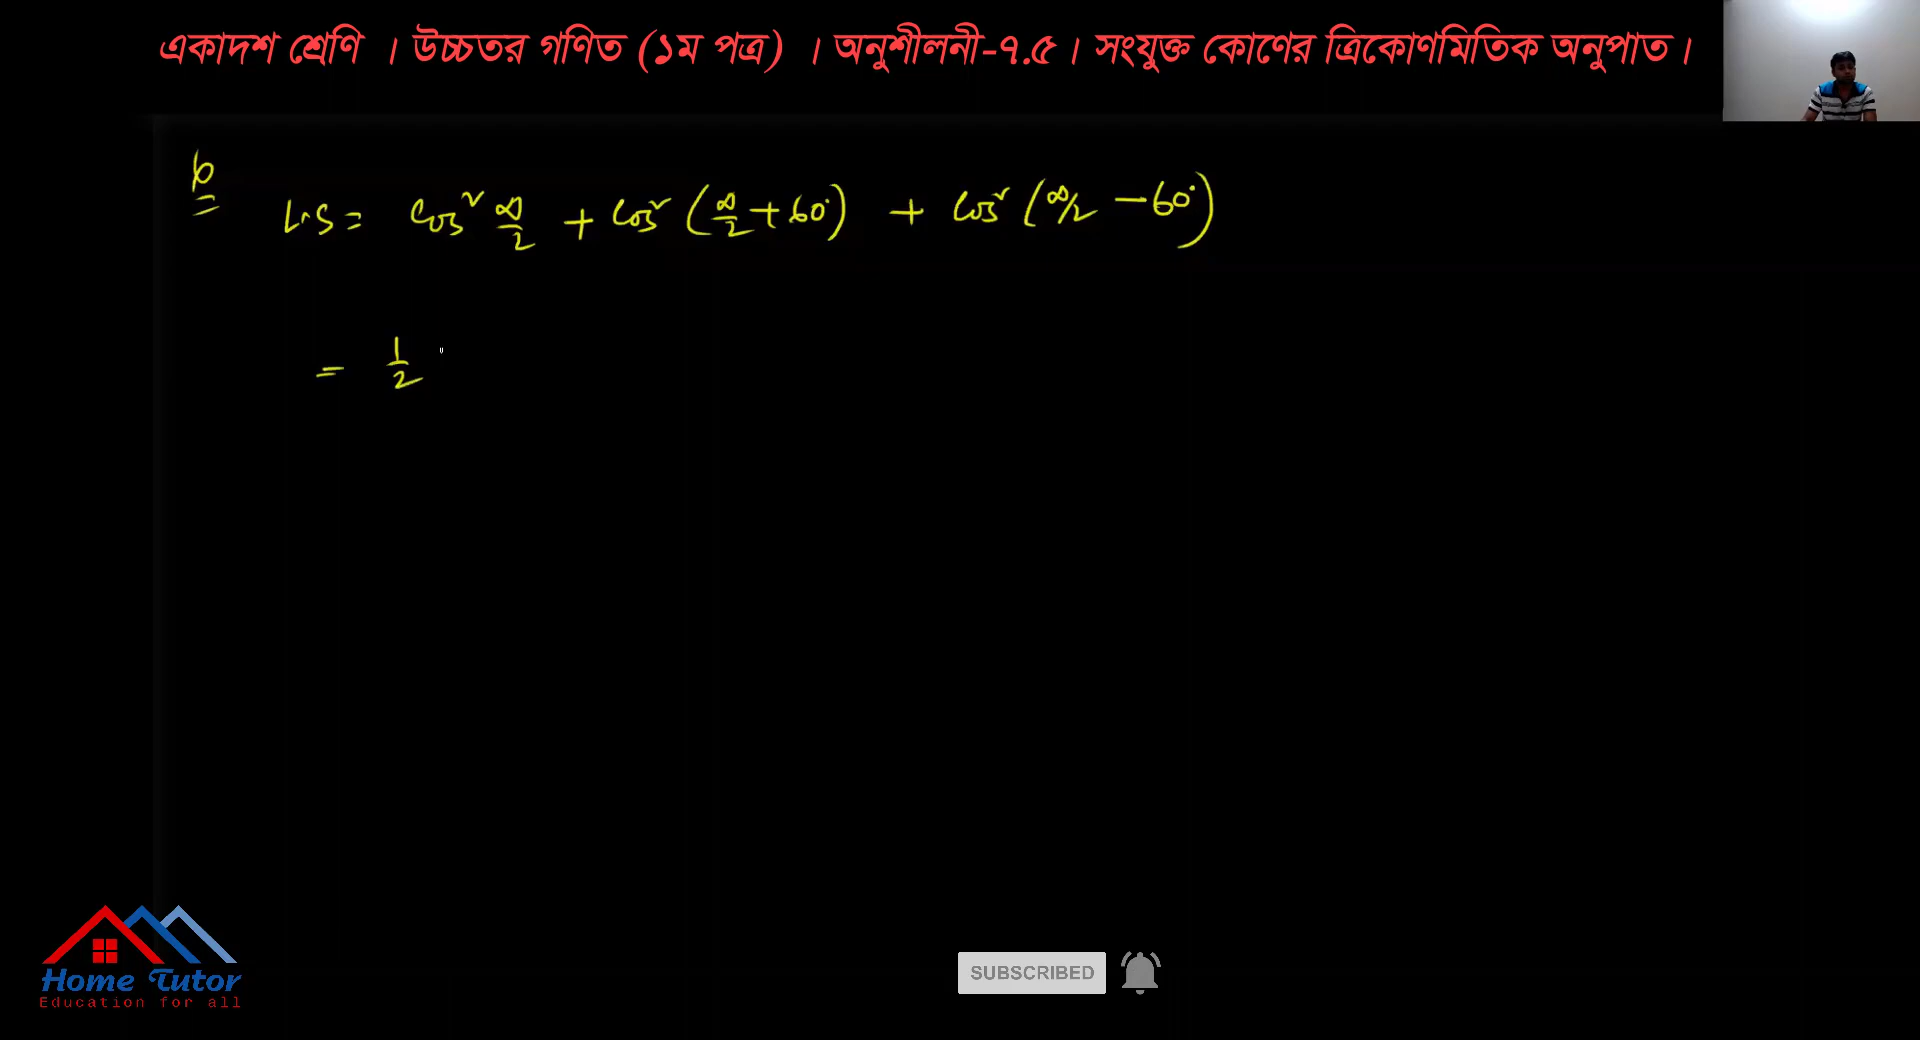 একাদশ শ্রেণি । উচ্চতর গণিত (১ম পত্র) । অনুশীলনী-৭.৫। সংযুক্ত কোণের ত্রিকোণমিতিক অনুপাত।
b
L.S = cos² α/2 + cos² (α/2 + 60°) + cos² (α/2 - 60°)
= 1/2
Home Tutor
Education for all
SUBSCRIBED